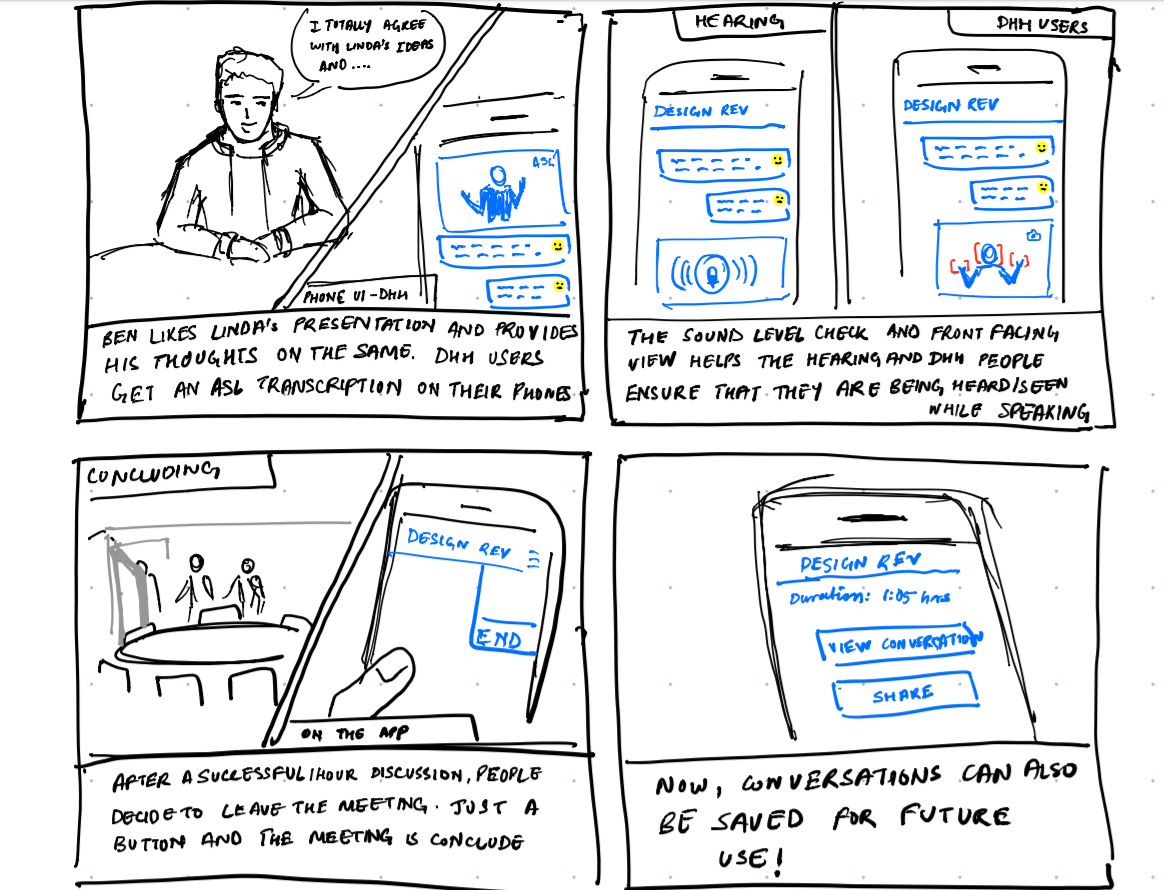 I TOTALLY AGREE
WITH LINDA'S IDEAS
AND ....
ASL
PHONE UI-DHH
BEN LIKES LINDA'S PRESENTATION AND PROVIDES
HIS THOUGHTS ON THE SAME. DHH USERS
GET AN ASL TRANSCRIPTION ON THEIR PHONES
HEARING
DESIGN REV
DHH USERS
DESIGN REV
THE SOUND LEVEL CHECK AND FRONT FACING
VIEW HELPS THE HEARING AND DHH PEOPLE
ENSURE THAT THEY ARE BEING HEARD/SEEN
WHILE SPEAKING
CONCLUDING
DESIGN REV
END
ON THE APP
AFTER A SUCCESSFUL 1 HOUR DISCUSSION, PEOPLE
DECIDE TO LEAVE THE MEETING. JUST A
BUTTON AND THE MEETING IS CONCLUDE
DESIGN REV
Duration: 1:05 hrs
VIEW CONVERSATION
SHARE
NOW, CONVERSATIONS CAN ALSO
BE SAVED FOR FUTURE
USE!